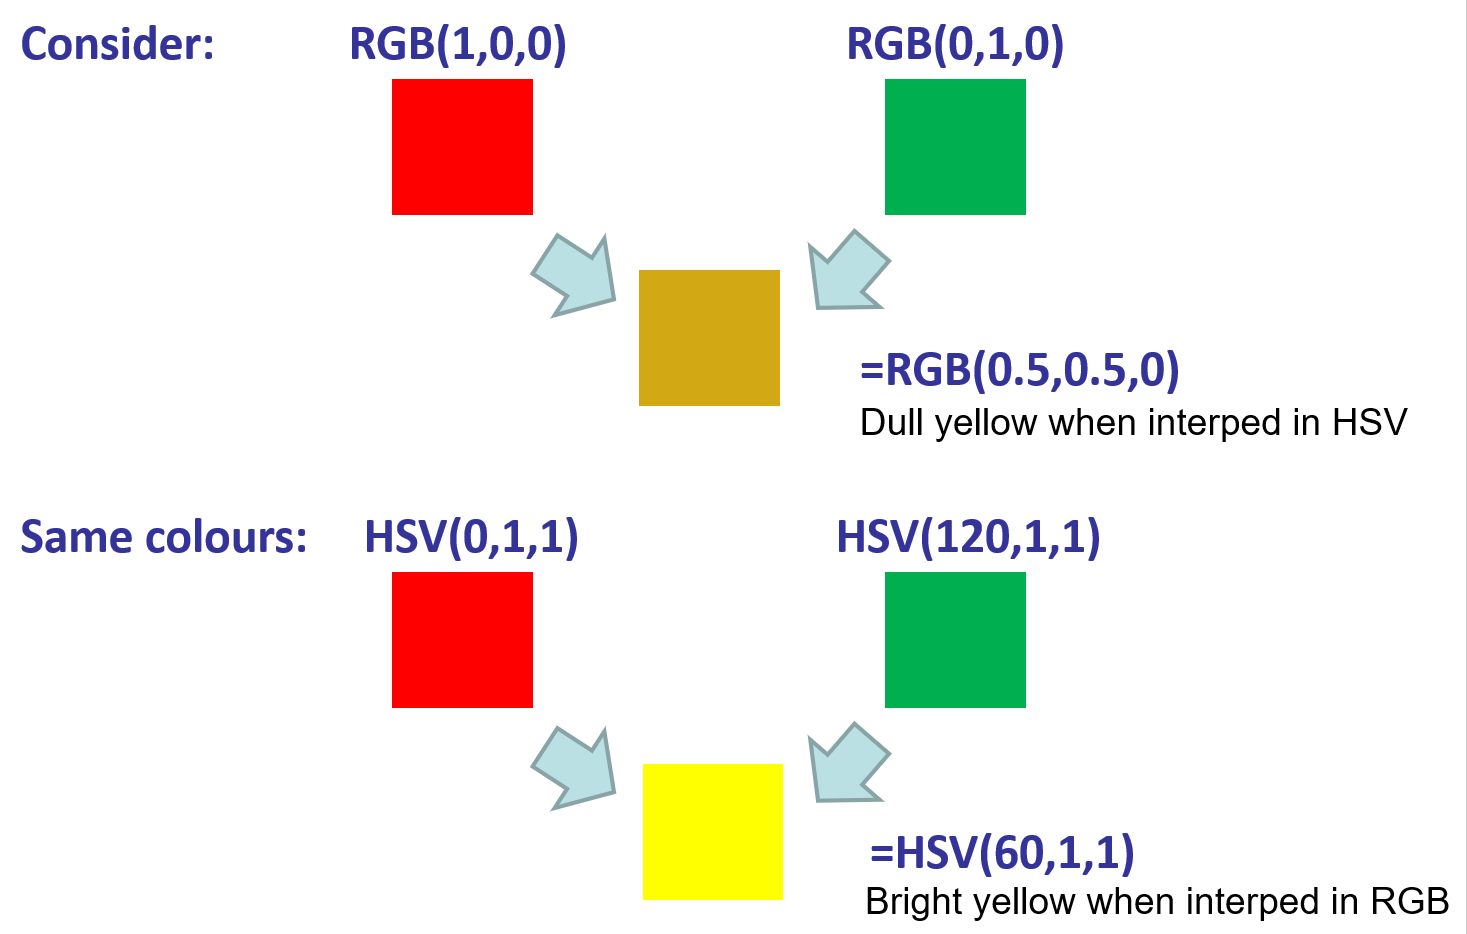 Consider: RGB(1,0,0) RGB(0,1,0)
=RGB(0.5,0.5,0)
Dull yellow when interped in HSV
Same colours: HSV(0,1,1) HSV(120,1,1)
=HSV(60,1,1)
Bright yellow when interped in RGB